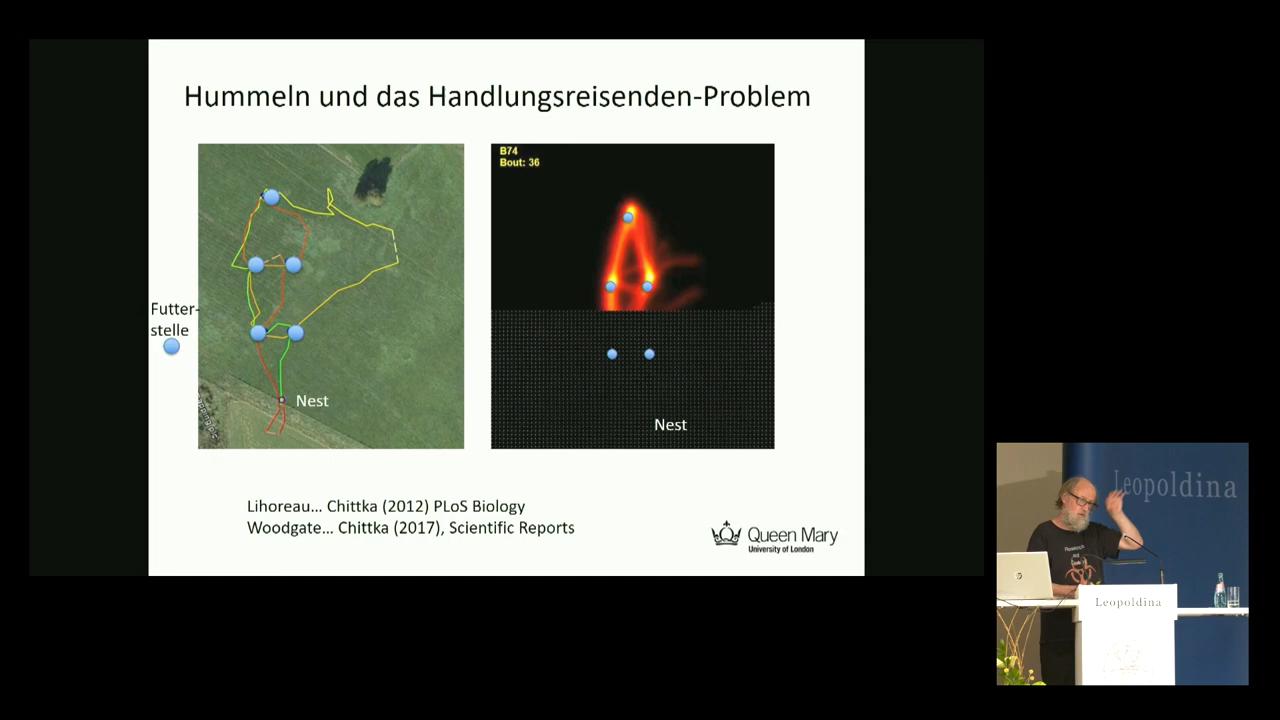 Hummeln und das Handlungsreisenden-Problem
B74
Bout: 36
Futter-
stelle
Nest
Nest
Lihoreau... Chittka (2012) PLoS Biology
Woodgate... Chittka (2017), Scientific Reports
Queen Mary
University of London
Leopoldina
Research
Leopoldina